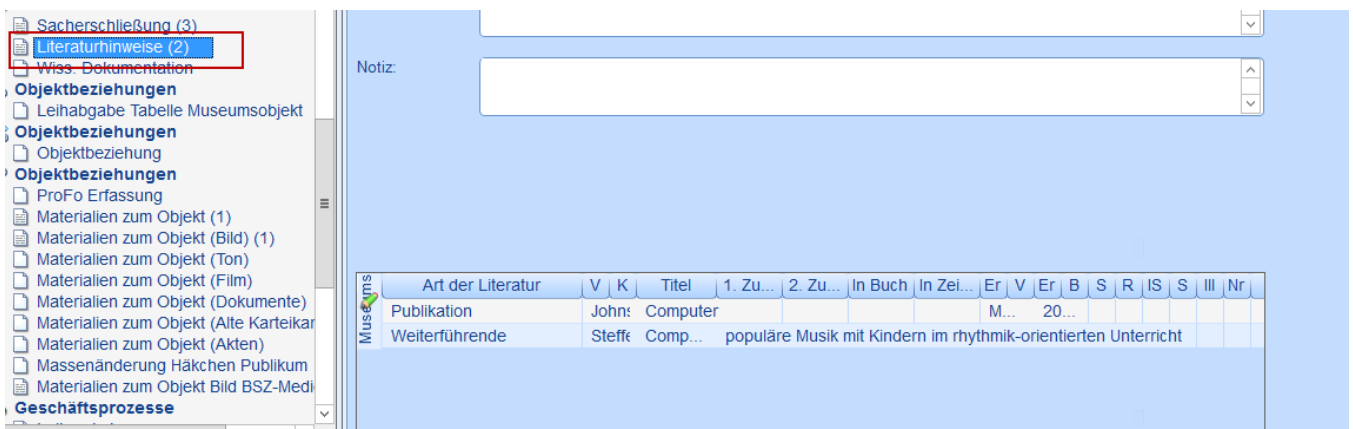 Sacherschließung (3)
Literaturhinweise (2)
Wiss. Dokumentation
Objektbeziehungen
Leihabgabe Tabelle Museumsobjekt
Objektbeziehungen
Objektbeziehung
Objektbeziehungen
ProFo Erfassung
Materialien zum Objekt (1)
Materialien zum Objekt (Bild) (1)
Materialien zum Objekt (Ton)
Materialien zum Objekt (Film)
Materialien zum Objekt (Dokumente)
Materialien zum Objekt (Alte Karteikar
Materialien zum Objekt (Akten)
Massenänderung Häkchen Publikum
Materialien zum Objekt Bild BSZ-Medi
Geschäftsprozesse
Notiz:
Museums
Art der Literatur V K Titel 1. Zu... 2. Zu... In Buch In Zei... Er V Er B S R IS S Ill Nr
Publikation Johns Computer M... 20...
Weiterführende Steffe Comp... populäre Musik mit Kindern im rhythmik-orientierten Unterricht